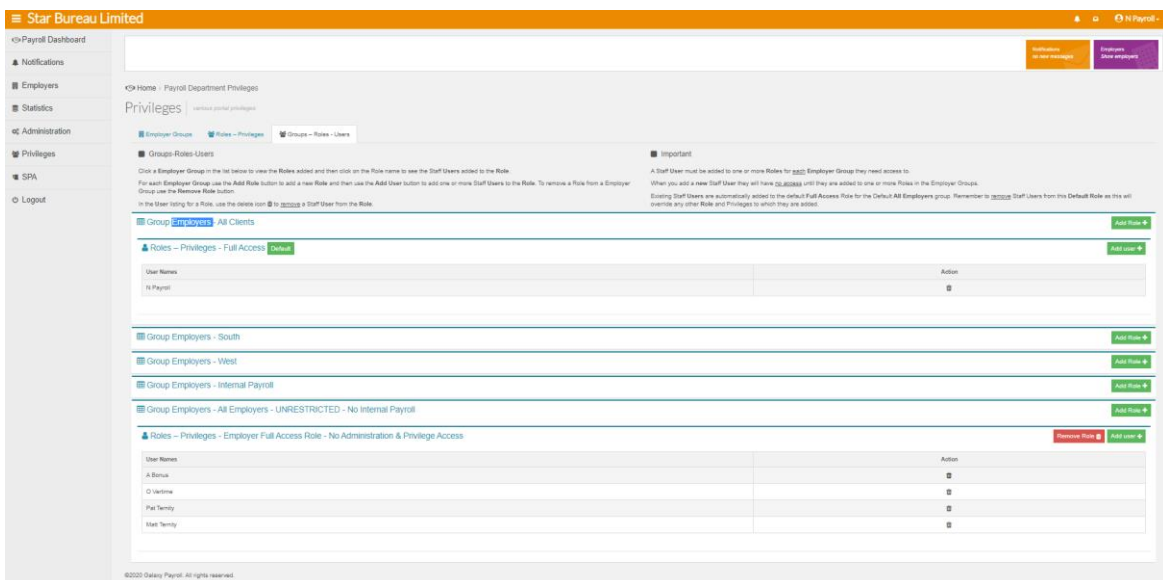 Star Bureau Limited
N Payroll
Payroll Dashboard
Notifications
Employers
Statistics
Administration
Privileges
SPA
Logout
Notifications
no new messages
Employers
Show employers
Home - Payroll Department Privileges
Privileges various portal privileges
Employer Groups
Roles – Privileges
Groups – Roles - Users
Groups-Roles-Users
Click a Employer Group in the list below to view the Roles added and then click on the Role name to see the Staff Users added to the Role.
For each Employer Group use the Add Role button to add a new Role and then use the Add User button to add one or more Staff Users to the Role. To remove a Role from a Employer
Group use the Remove Role button.
In the User listing for a Role, use the delete icon to remove a Staff User from the Role.
Important
A Staff User must be added to one or more Roles for each Employer Group they need access to.
When you add a new Staff User they will have no access until they are added to one or more Roles in the Employer Groups.
Existing Staff Users are automatically added to the default Full Access Role for the Default All Employers group. Remember to remove Staff Users from this Default Role as this will
override any other Role and Privileges to which they are added.
Group Employers - All Clients
Add Role
Roles – Privileges - Full Access Default
Add user
User Names Action
N Payroll
Group Employers - South
Add Role
Group Employers - West
Add Role
Group Employers - Internal Payroll
Add Role
Group Employers - All Employers - UNRESTRICTED - No Internal Payroll
Add Role
Roles – Privileges - Employer Full Access Role - No Administration & Privilege Access
Remove Role Add user
User Names Action
A Bonus
O Vertime
Pat Ternity
Matt Ternity
©2020 Galaxy Payroll. All rights reserved.